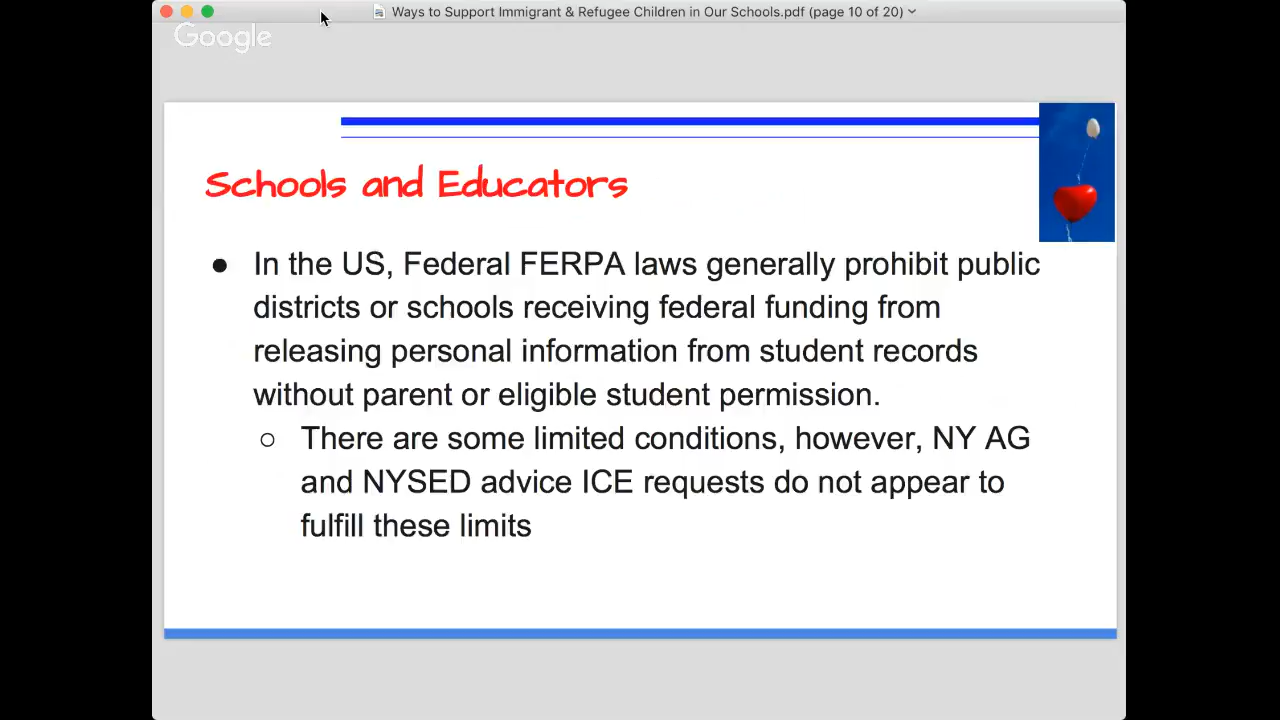 Ways to Support Immigrant & Refugee Children in Our Schools.pdf (page 10 of 20)
Google
Schools and Educators
● In the US, Federal FERPA laws generally prohibit public
districts or schools receiving federal funding from
releasing personal information from student records
without parent or eligible student permission.
○ There are some limited conditions, however, NY AG
and NYSED advice ICE requests do not appear to
fulfill these limits